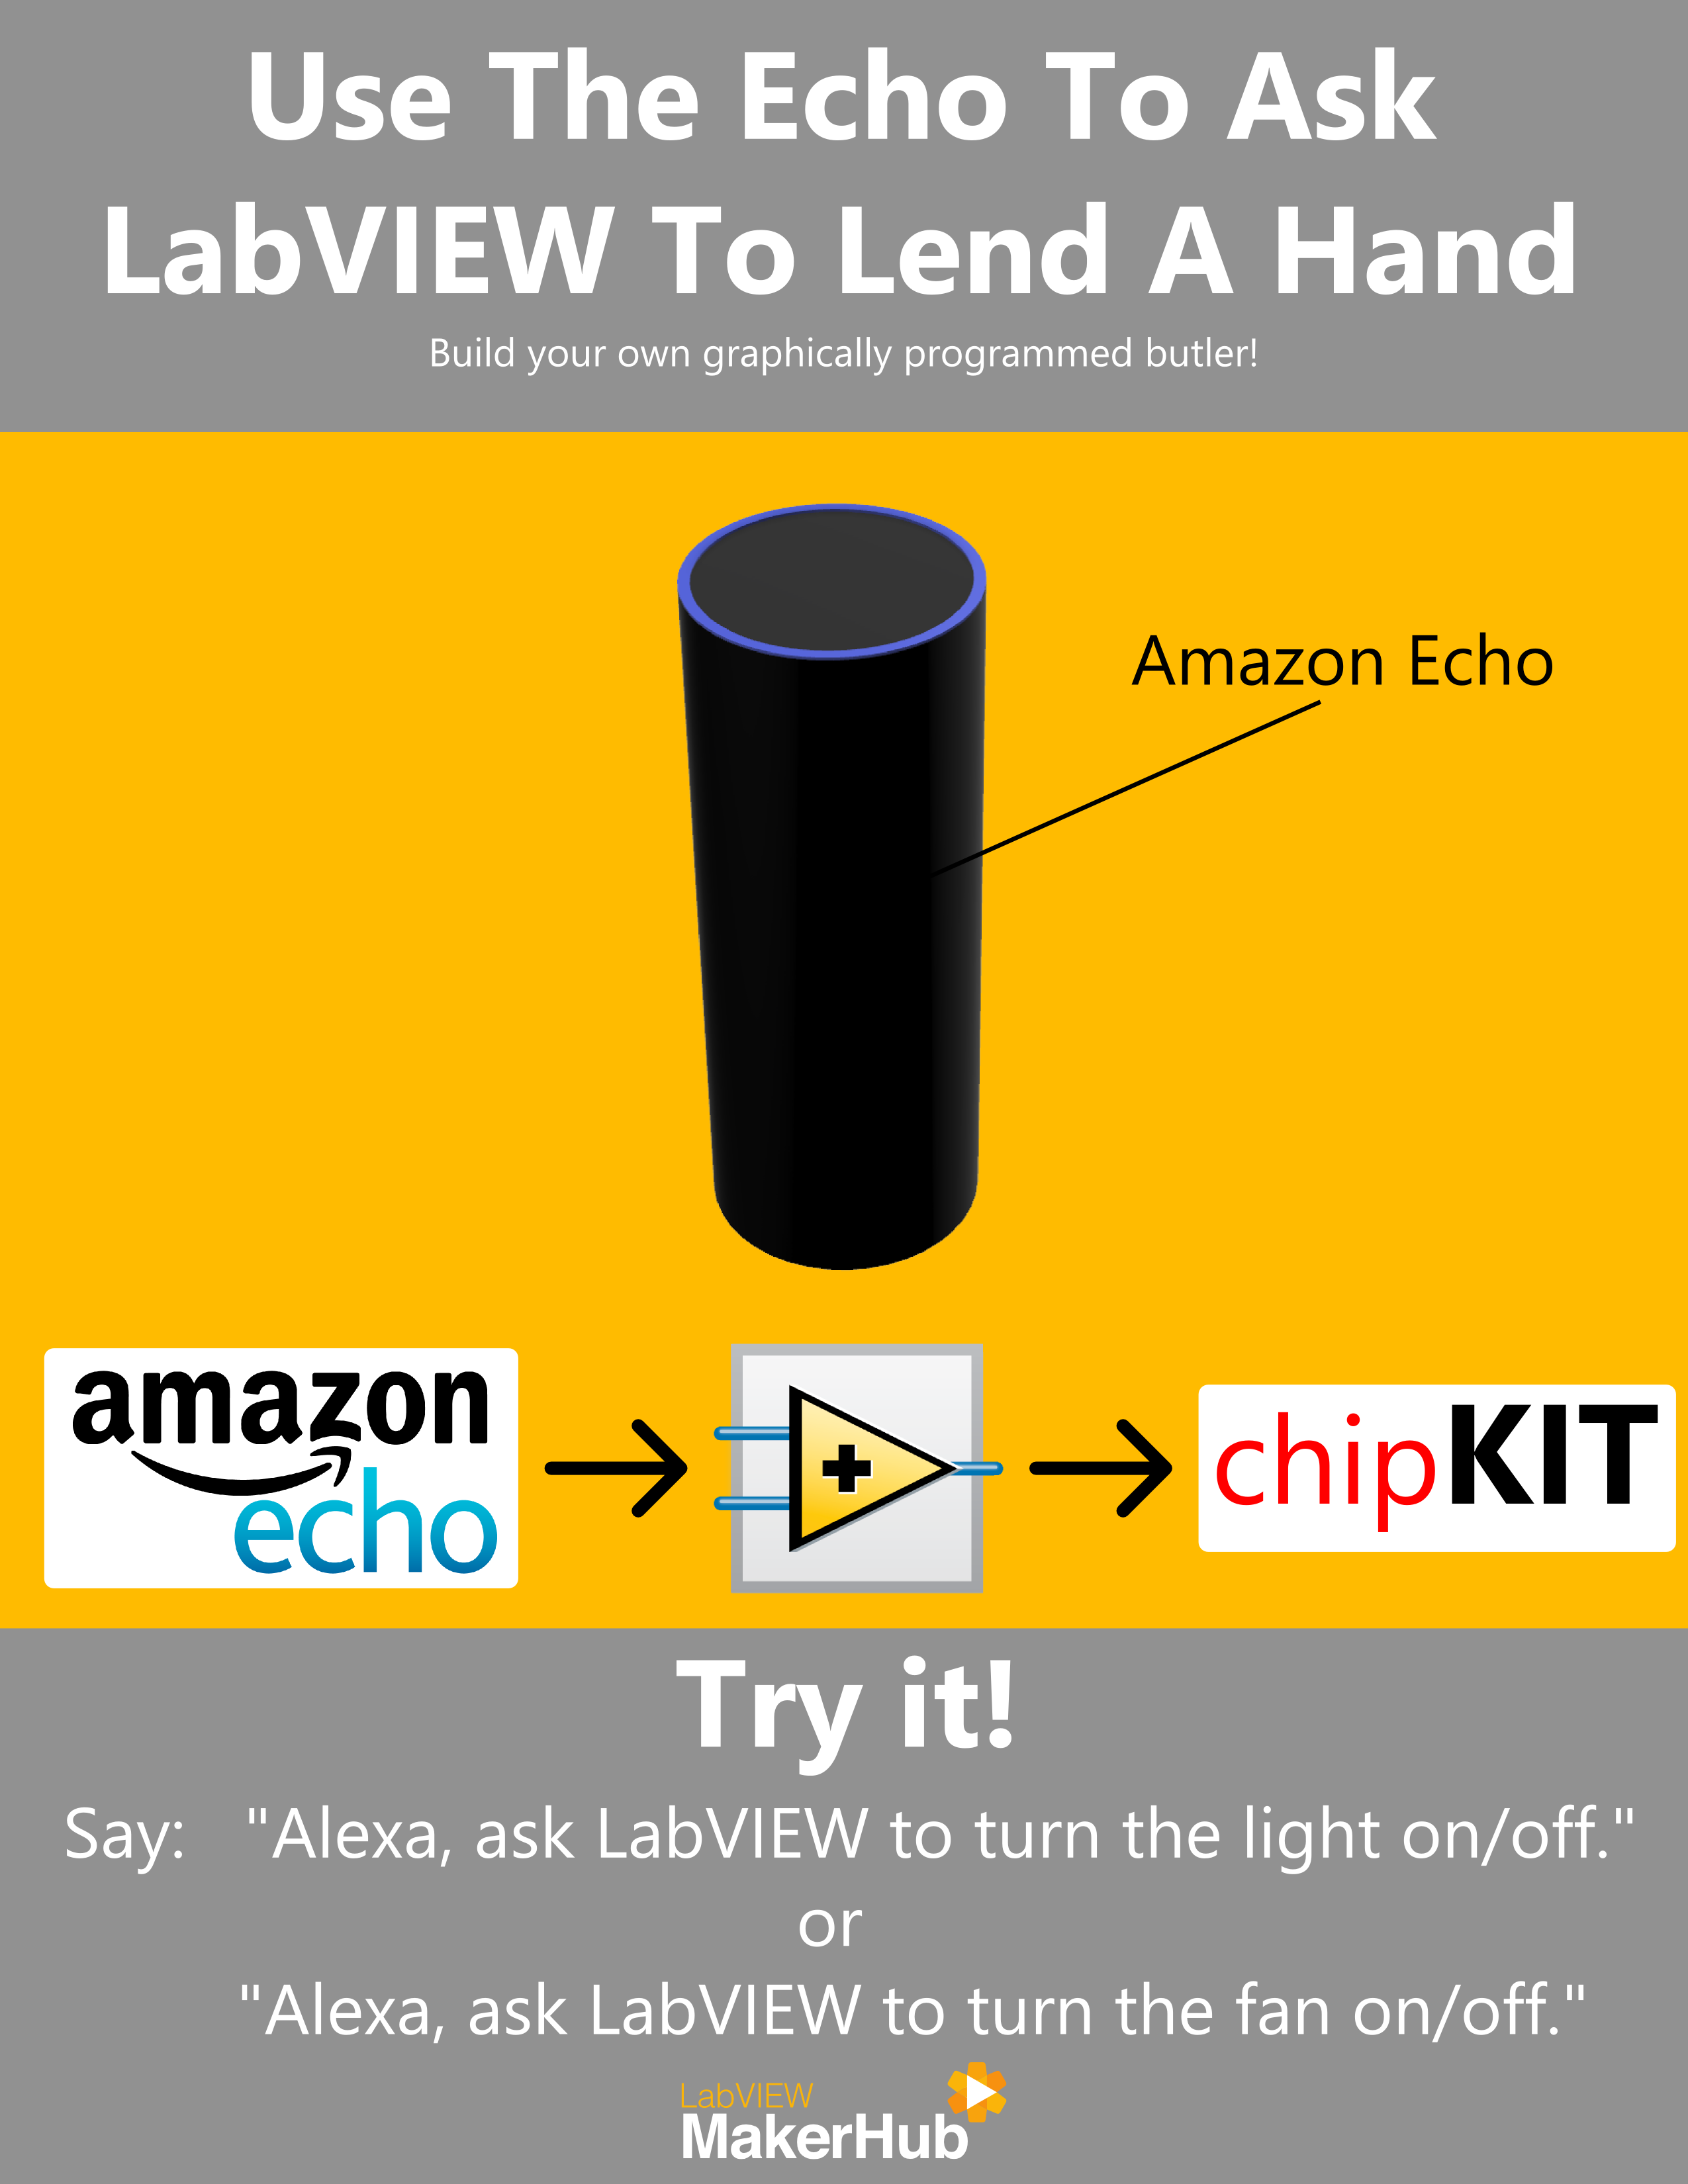 Use The Echo To Ask
LabVIEW To Lend A Hand
Build your own graphically programmed butler!
Amazon Echo
amazon
echo
chipKIT
Try it!
Say: "Alexa, ask LabVIEW to turn the light on/off."
or
"Alexa, ask LabVIEW to turn the fan on/off."
LabVIEW
MakerHub